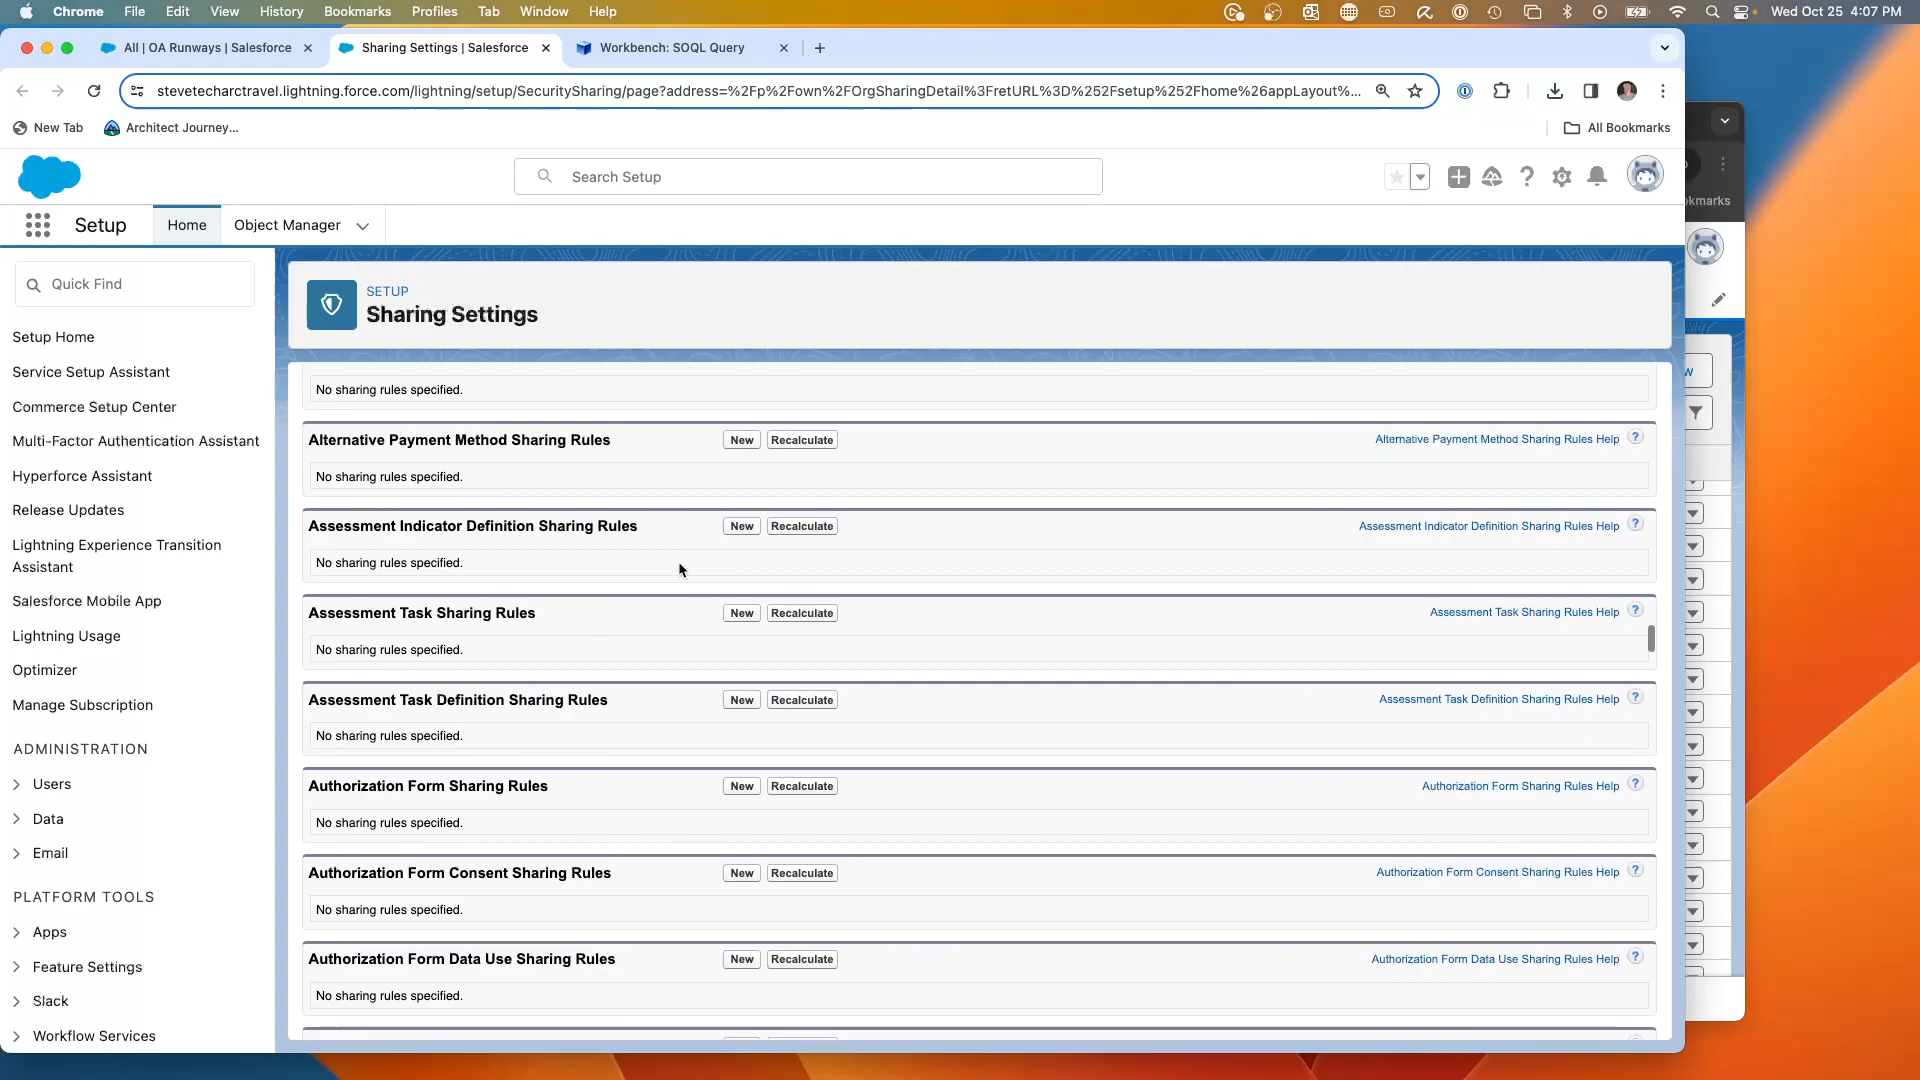 Chrome File Edit View History Bookmarks Profiles Tab Window Help Wed Oct 25 4:07 PM
All | OA Runways | Salesforce Sharing Settings | Salesforce Workbench: SOQL Query
stevetecharctravel.lightning.force.com/lightning/setup/SecuritySharing/page?address=%2Fp%2Fown%2FOrgSharingDetail%3FretURL%3D%252Fsetup%252Fhome%26appLayout%...
New Tab Architect Journey... All Bookmarks
Search Setup
kmarks
Setup Home Object Manager
Quick Find
SETUP
Sharing Settings
Setup Home
Service Setup Assistant
Commerce Setup Center
Multi-Factor Authentication Assistant
Hyperforce Assistant
Release Updates
Lightning Experience Transition
Assistant
Salesforce Mobile App
Lightning Usage
Optimizer
Manage Subscription
ADMINISTRATION
Users
Data
Email
PLATFORM TOOLS
Apps
Feature Settings
Slack
Workflow Services
No sharing rules specified.
Alternative Payment Method Sharing Rules New Recalculate Alternative Payment Method Sharing Rules Help ?
No sharing rules specified.
Assessment Indicator Definition Sharing Rules New Recalculate Assessment Indicator Definition Sharing Rules Help ?
No sharing rules specified.
Assessment Task Sharing Rules New Recalculate Assessment Task Sharing Rules Help ?
No sharing rules specified.
Assessment Task Definition Sharing Rules New Recalculate Assessment Task Definition Sharing Rules Help ?
No sharing rules specified.
Authorization Form Sharing Rules New Recalculate Authorization Form Sharing Rules Help ?
No sharing rules specified.
Authorization Form Consent Sharing Rules New Recalculate Authorization Form Consent Sharing Rules Help ?
No sharing rules specified.
Authorization Form Data Use Sharing Rules New Recalculate Authorization Form Data Use Sharing Rules Help ?
No sharing rules specified.
w